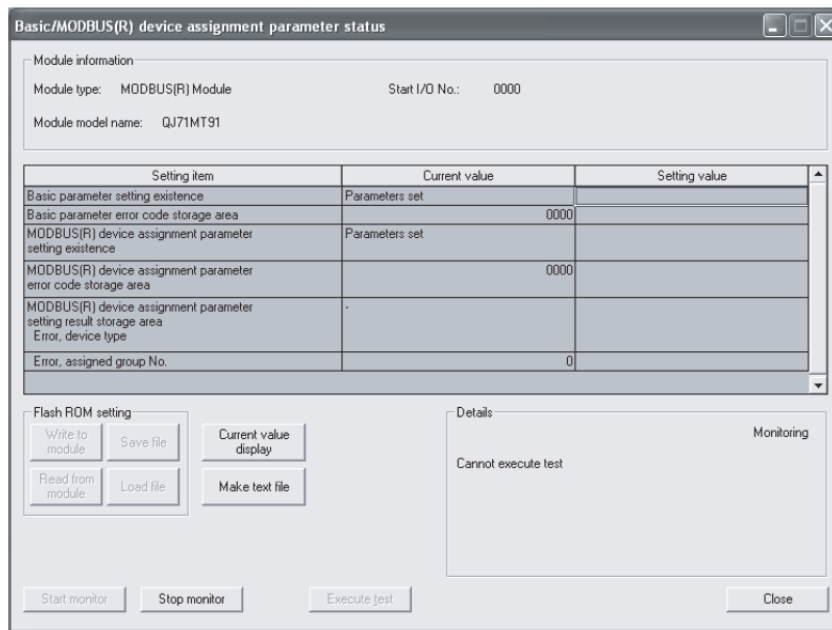 Basic/MODBUS(R) device assignment parameter status
Module information
Module type: MODBUS(R) Module Start I/O No.: 0000
Module model name: QJ71MT91
Setting item Current value Setting value
Basic parameter setting existence Parameters set
Basic parameter error code storage area 0000
MODBUS(R) device assignment parameter Parameters set
setting existence
MODBUS(R) device assignment parameter 0000
error code storage area
MODBUS(R) device assignment parameter -
setting result storage area
Error, device type
Error, assigned group No. 0
Flash ROM setting
Write to
module
Save file
Current value
display
Read from
module
Load file
Make text file
Details
Monitoring
Cannot execute test
Start monitor Stop monitor Execute test Close